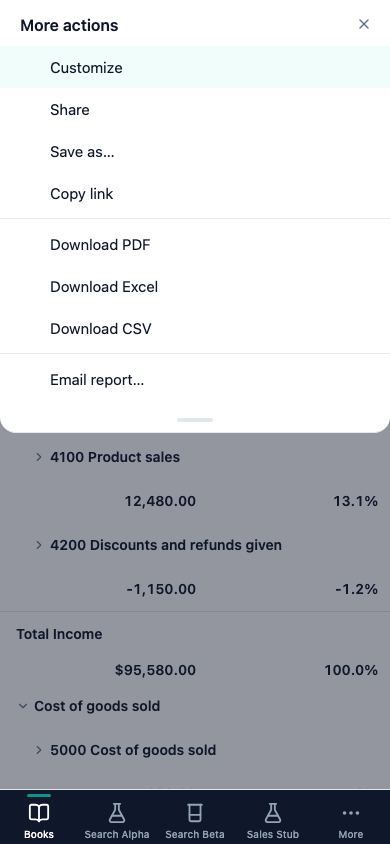 More actions
Customize
Share
Save as...
Copy link
Download PDF
Download Excel
Download CSV
Email report...
4100 Product sales
12,480.00 13.1%
4200 Discounts and refunds given
-1,150.00 -1.2%
Total Income
$95,580.00 100.0%
Cost of goods sold
5000 Cost of goods sold
Books Search Alpha Search Beta Sales Stub More